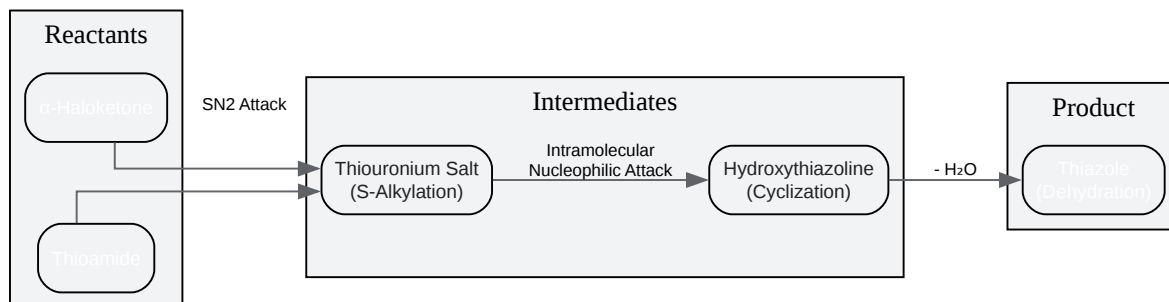 Reactants
α-Haloketone
Thioamide
SN2 Attack
Intermediates
Thiouronium Salt
(S-Alkylation)
Intramolecular
Nucleophilic Attack
Hydroxythiazoline
(Cyclization)
- H₂O
Product
Thiazole
(Dehydration)